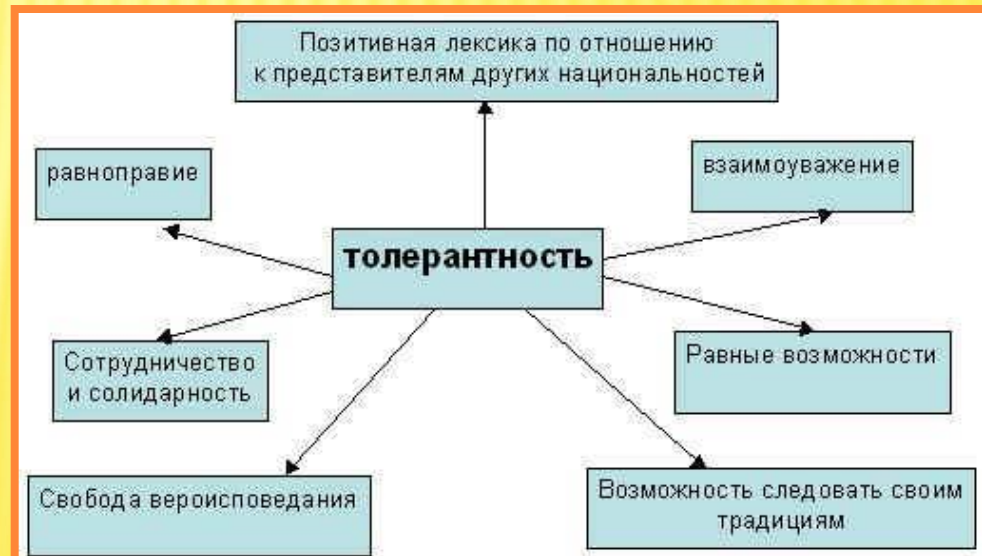 Позитивная лексика по отношению
к представителям других национальностей
равноправие
взаимоуважение
толерантность
Сотрудничество
и солидарность
Равные возможности
Свобода вероисповедания
Возможность следовать своим
традициям